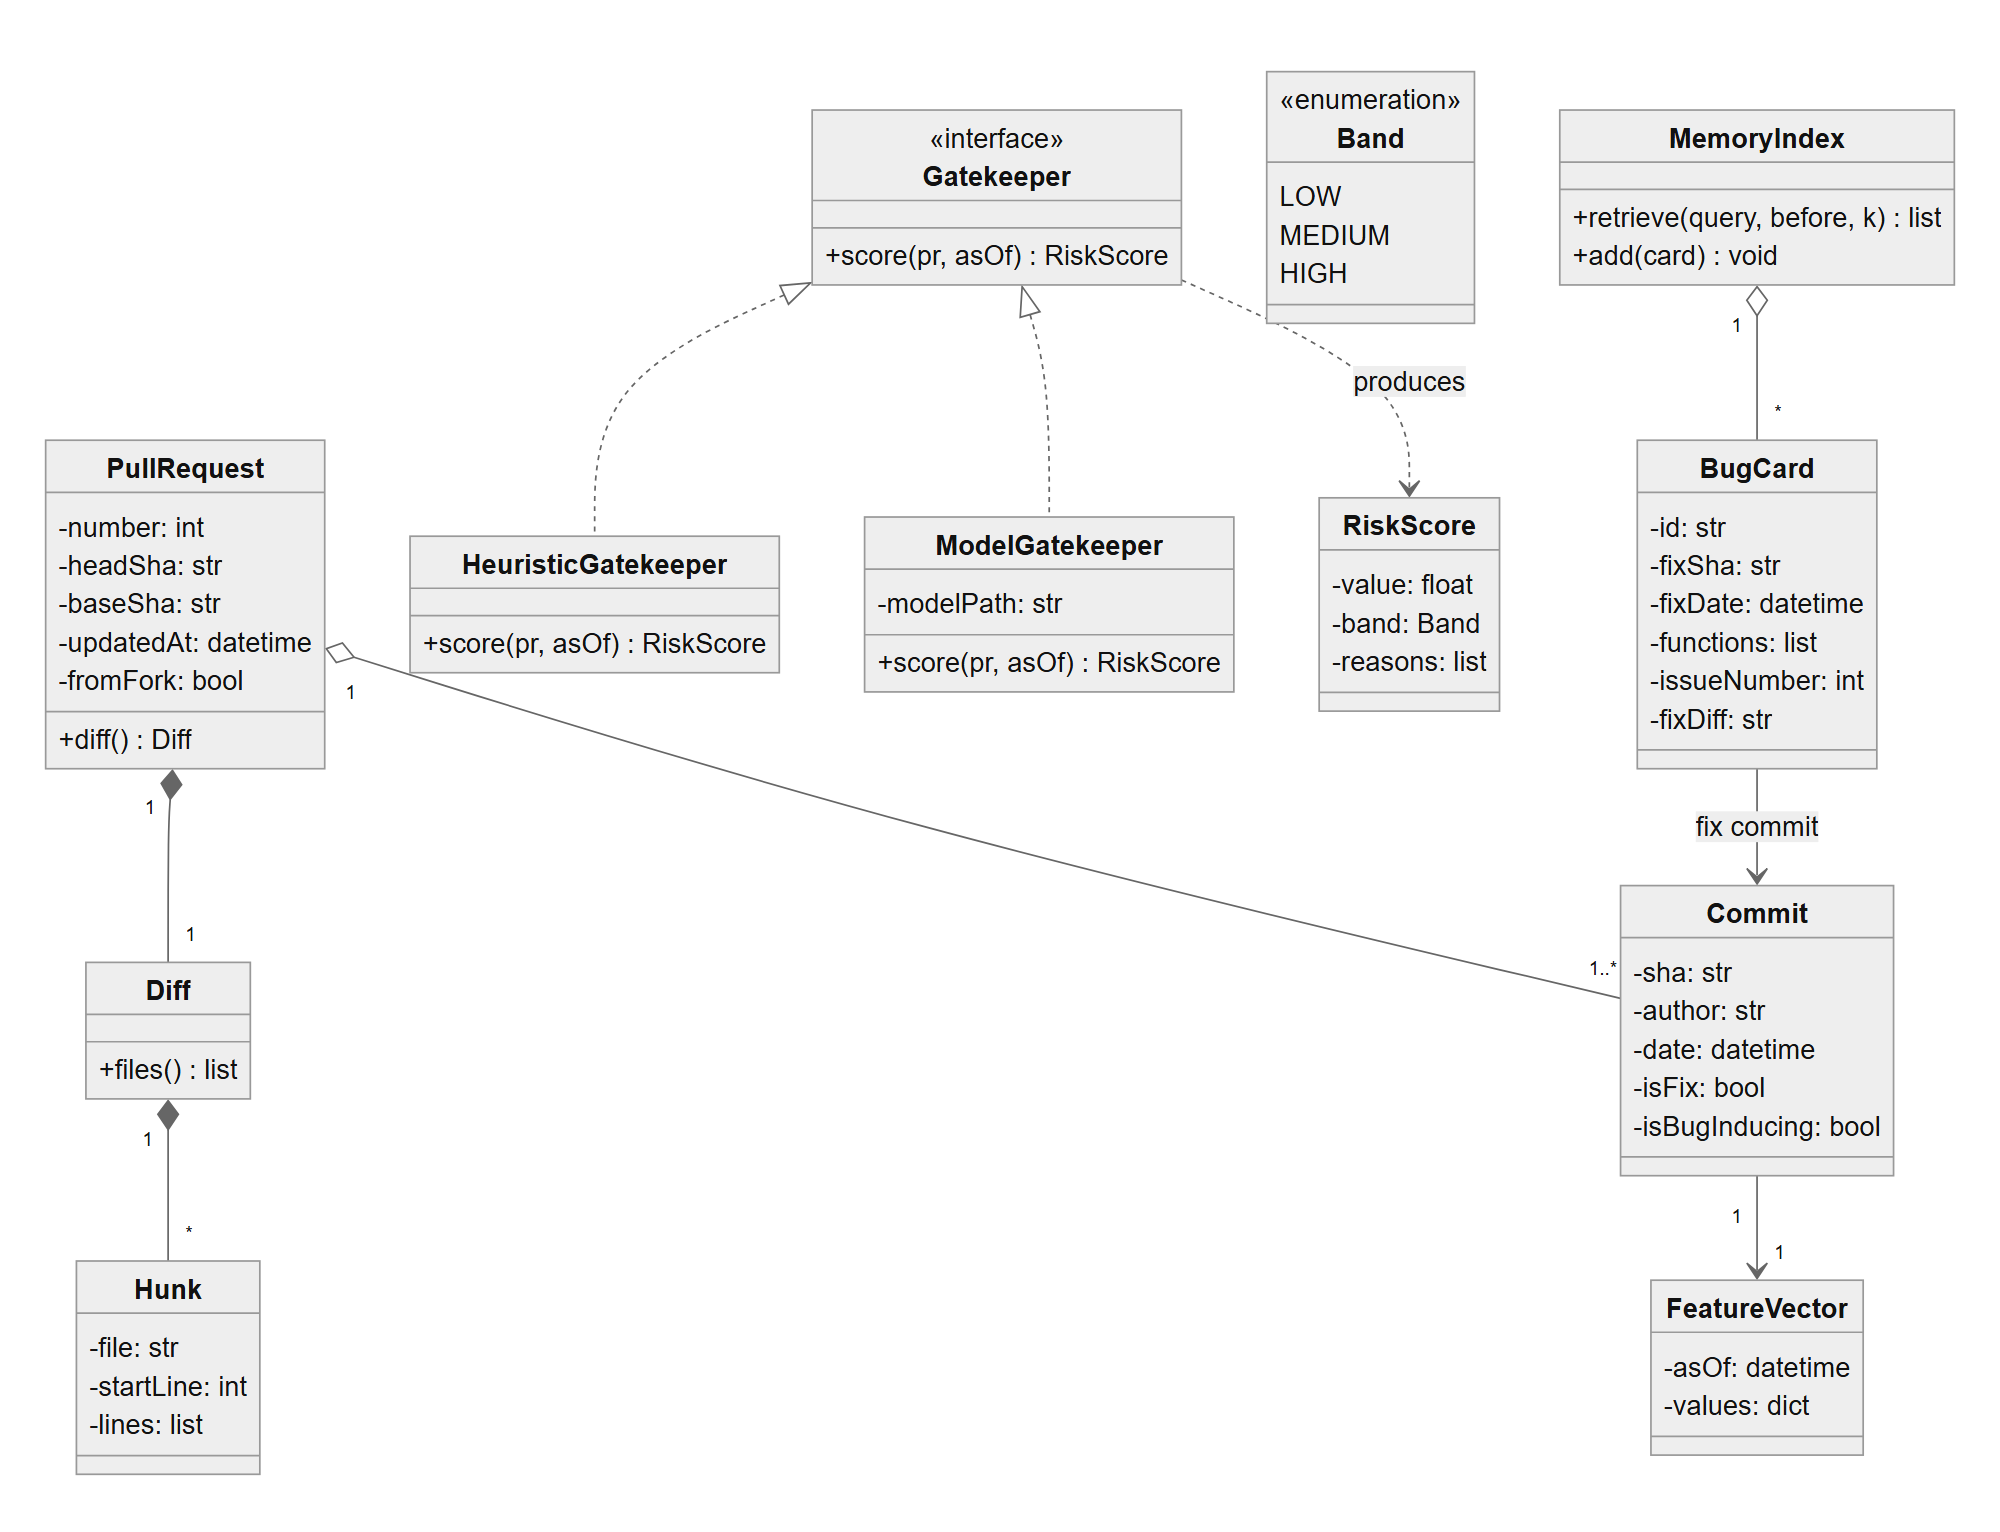 «interface»
Gatekeeper
+score(pr, asOf) : RiskScore
«enumeration»
Band
LOW
MEDIUM
HIGH
MemoryIndex
+retrieve(query, before, k) : list
+add(card) : void
1
*
produces
PullRequest
-number: int
-headSha: str
-baseSha: str
-updatedAt: datetime
-fromFork: bool
+diff() : Diff
1
1..*
HeuristicGatekeeper
+score(pr, asOf) : RiskScore
ModelGatekeeper
-modelPath: str
+score(pr, asOf) : RiskScore
RiskScore
-value: float
-band: Band
-reasons: list
BugCard
-id: str
-fixSha: str
-fixDate: datetime
-functions: list
-issueNumber: int
-fixDiff: str
fix commit
1
1
Diff
+files() : list
1
*
Hunk
-file: str
-startLine: int
-lines: list
Commit
-sha: str
-author: str
-date: datetime
-isFix: bool
-isBugInducing: bool
1
1
FeatureVector
-asOf: datetime
-values: dict